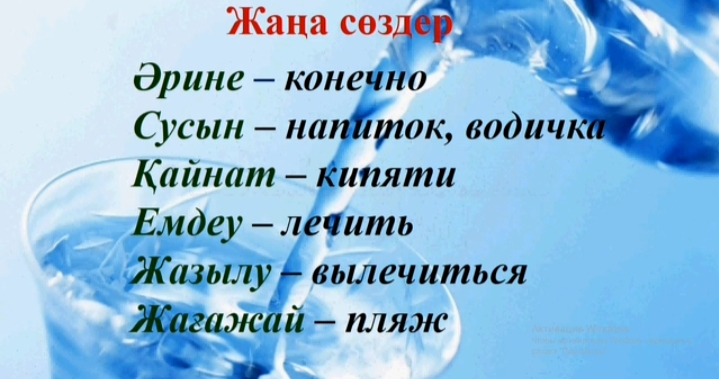 Жаңа сөздер
Әрине – конечно
Сусын – напиток, водичка
Қайнат – кипяти
Емдеу – лечить
Жазылу – вылечиться
Жағажай – пляж